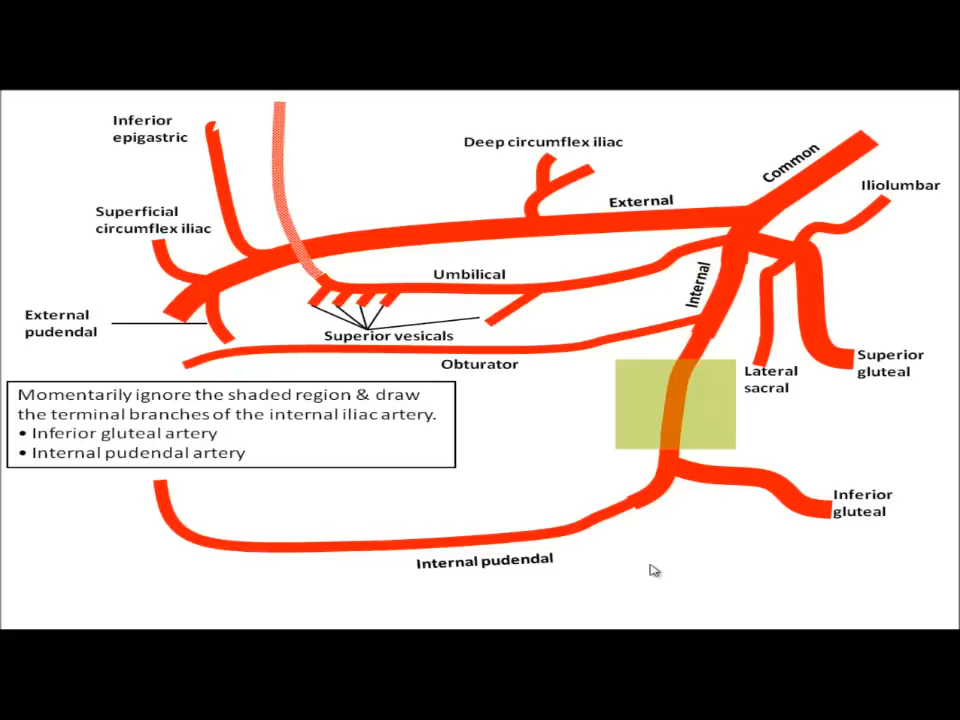 Inferior
epigastric
Deep circumflex iliac
Common
Iliolumbar
External
Superficial
circumflex iliac
Umbilical
Internal
External
pudendal
Superior vesicals
Obturator
Superior
gluteal
Lateral
sacral
Momentarily ignore the shaded region & draw
the terminal branches of the internal iliac artery.
• Inferior gluteal artery
• Internal pudendal artery
Inferior
gluteal
Internal pudendal